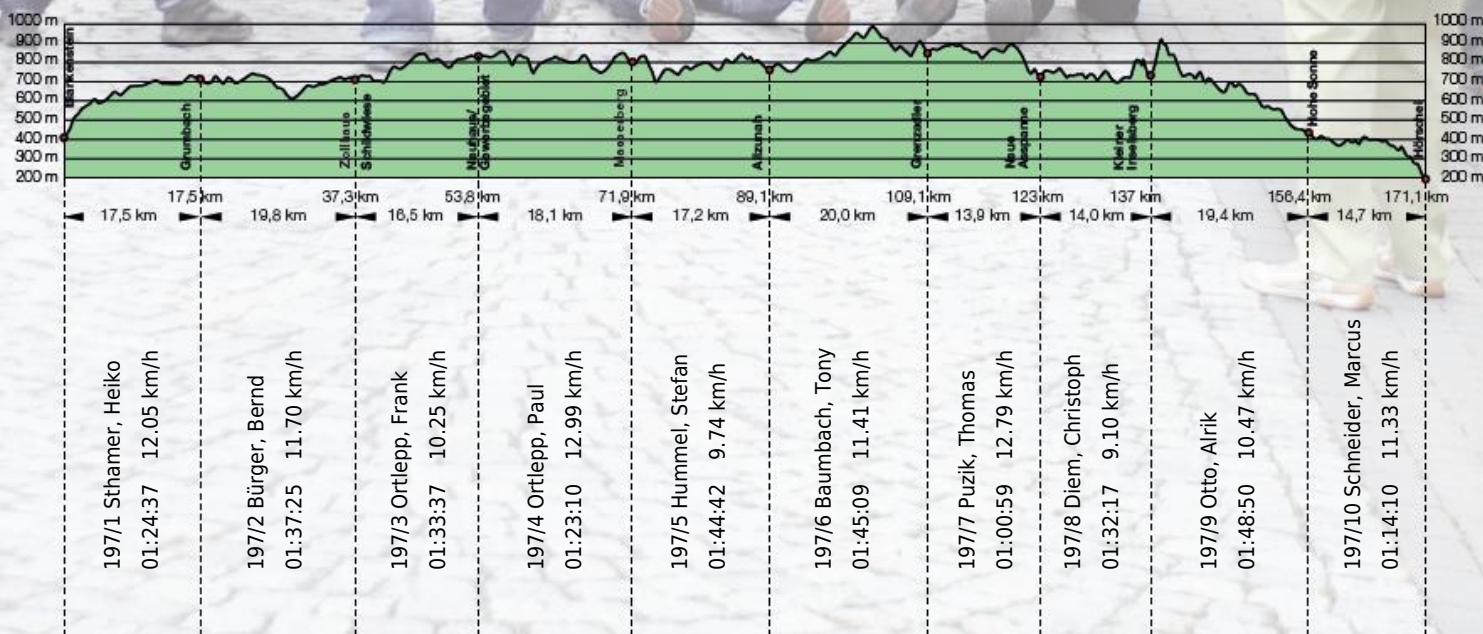 1000 m
900 m
800 m
700 m
600 m
500 m
400 m
300 m
200 m
1000 m
900 m
800 m
700 m
600 m
500 m
400 m
300 m
200 m
Blankenstein
Grumbach
Zollhaus
Schildwiese
Neuhaus/
Masserberg
Allzunah
Grenzadler
Neue
Ausspanne
Kleiner
Inselsberg
Hohe Sonne
Hörschel
17,5 km
37,3 km
53,8 km
71,9 km
89,1 km
109,1 km
123 km
137 km
156,4 km
171,1 km
17,5 km
19,8 km
16,5 km
18,1 km
17,2 km
20,0 km
13,9 km
14,0 km
19,4 km
14,7 km
197/1 Sthamer, Heiko
01:24:37 12.05 km/h
197/2 Bürger, Bernd
01:37:25 11.70 km/h
197/3 Ortlepp, Frank
01:33:37 10.25 km/h
197/4 Ortlepp, Paul
01:23:10 12.99 km/h
197/5 Hummel, Stefan
01:44:42 9.74 km/h
197/6 Baumbach, Tony
01:45:09 11.41 km/h
197/7 Puzik, Thomas
01:00:59 12.79 km/h
197/8 Diem, Christoph
01:32:17 9.10 km/h
197/9 Otto, Alrik
01:48:50 10.47 km/h
197/10 Schneider, Marcus
01:14:10 11.33 km/h